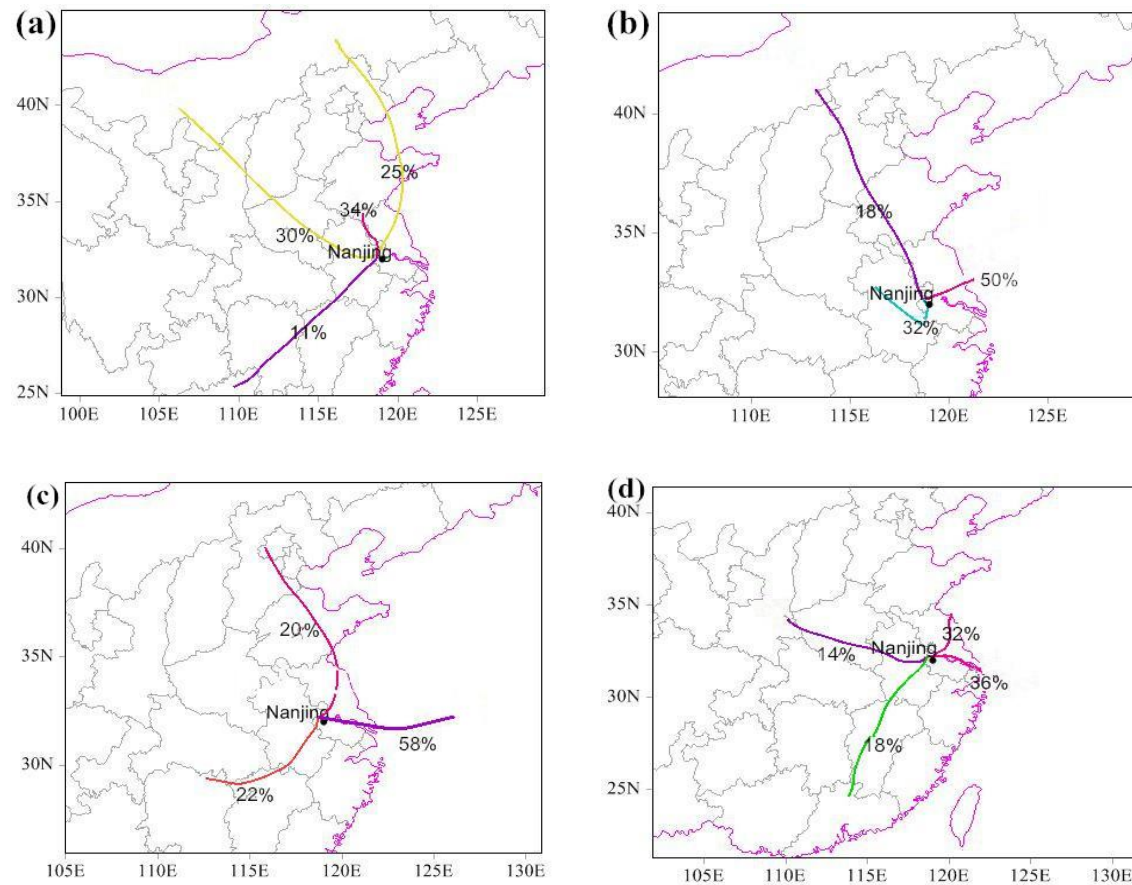 (a)
40N
35N
30N
25N
25%
34%
30%
Nanjing
11%
100E 105E 110E 115E 120E 125E
(b)
40N
35N
30N
18%
50%
Nanjing
32%
110E 115E 120E 125E
(c)
40N
35N
30N
20%
Nanjing
58%
22%
105E 110E 115E 120E 125E 130E
(d)
40N
35N
30N
25N
32%
Nanjing
14%
36%
18%
105E 110E 115E 120E 125E 130E